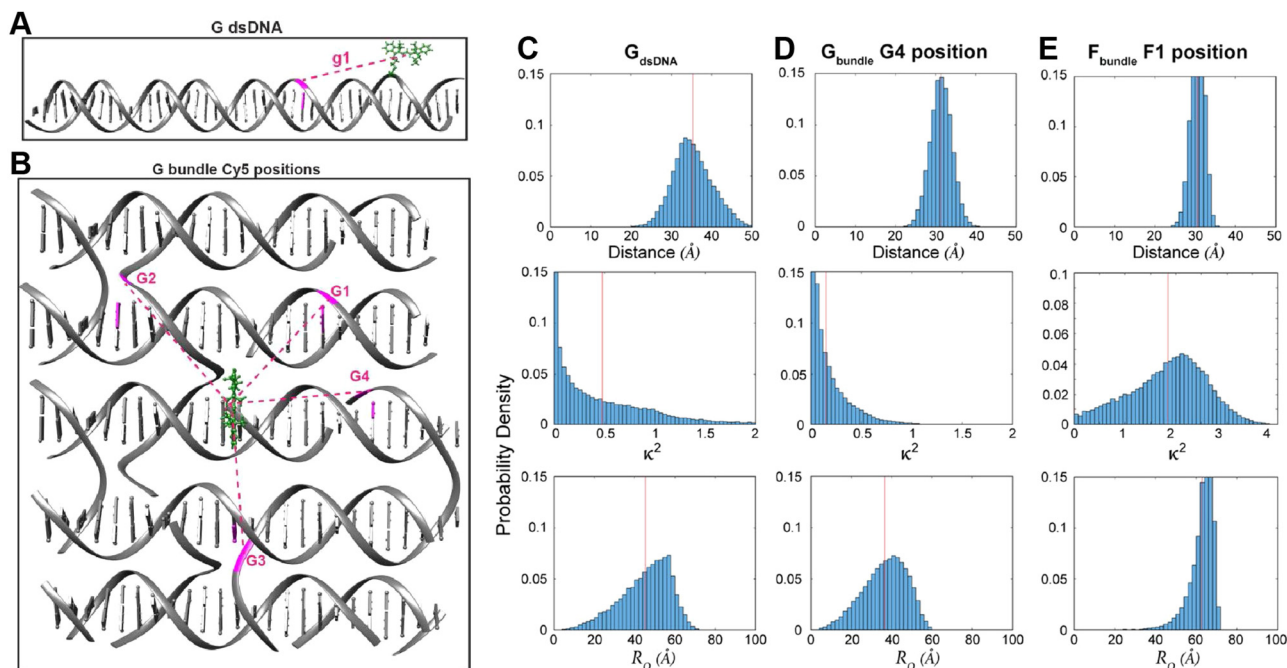 A
G dsDNA
g1
B
G bundle Cy5 positions
G2
G1
G4
G3
C
G dsDNA
0.15
0.1
0.05
0
0 10 20 30 40 50
Distance (Å)
0.15
0.1
0.05
0
0 0.5 1 1.5 2
κ2
0.15
0.1
0.05
0
0 20 40 60 80 100
RO (Å)
Probability Density
D
Gbundle G4 position
0.15
0.1
0.05
0
0 10 20 30 40 50
Distance (Å)
0.15
0.1
0.05
0
0 0.5 1 1.5 2
κ2
0.15
0.1
0.05
0
0 20 40 60 80 100
RO (Å)
E
Fbundle F1 position
0.15
0.1
0.05
0
0 10 20 30 40 50
Distance (Å)
0.1
0.08
0.06
0.04
0.02
0
0 1 2 3 4
κ2
0.15
0.1
0.05
0
0 20 40 60 80 100
RO (Å)